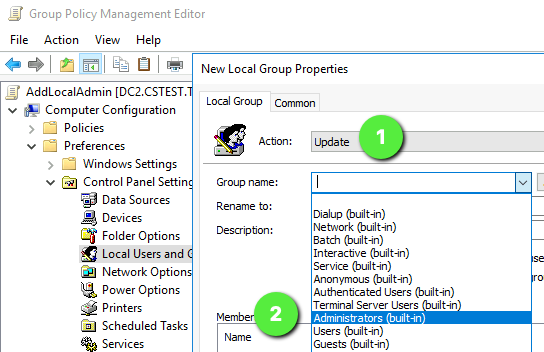 Group Policy Management Editor
File Action View Help
AddLocalAdmin [DC2.CSTEST.T
Computer Configuration
Policies
Preferences
Windows Settings
Control Panel Setting
Data Sources
Devices
Folder Options
Local Users and G
Network Options
Power Options
Printers
Scheduled Tasks
Services
New Local Group Properties
Local Group Common
Action: Update 1
Group name:
Rename to:
Description:
Dialup (built-in)
Network (built-in)
Batch (built-in)
Interactive (built-in)
Service (built-in)
Anonymous (built-in)
Authenticated Users (built-in)
Terminal Server Users (built-in)
Administrators (built-in)
Users (built-in)
Guests (built-in)
use
grou
Member
2
Name